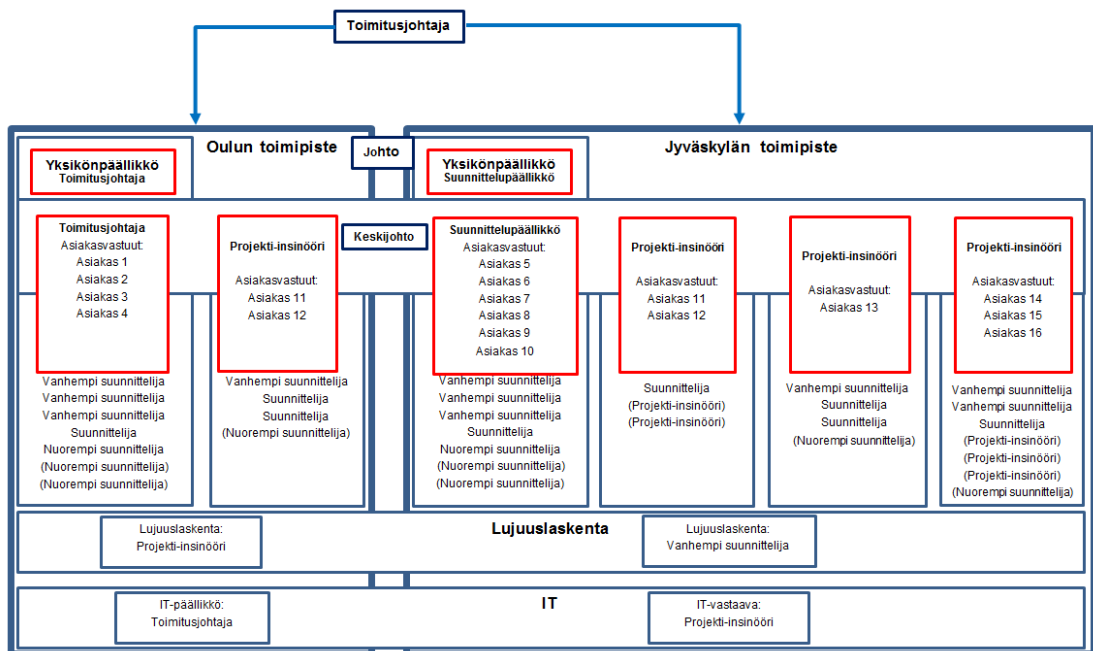 Toimitusjohtaja
Oulun toimipiste
Johto
Jyväskylän toimipiste
Yksikönpäällikkö
Toimitusjohtaja
Yksikönpäällikkö
Suunnittelupäällikkö
Keskijohto
Toimitusjohtaja
Asiakasvastuut:
Asiakas 1
Asiakas 2
Asiakas 3
Asiakas 4
Vanhempi suunnittelija
Vanhempi suunnittelija
Vanhempi suunnittelija
Suunnittelija
Nuorempi suunnittelija
(Nuorempi suunnittelija)
(Nuorempi suunnittelija)
Projekti-insinööri
Asiakasvastuut:
Asiakas 11
Asiakas 12
Vanhempi suunnittelija
Suunnittelija
Suunnittelija
(Nuorempi suunnittelija)
Suunnittelupäällikkö
Asiakasvastuut:
Asiakas 5
Asiakas 6
Asiakas 7
Asiakas 8
Asiakas 9
Asiakas 10
Vanhempi suunnittelija
Vanhempi suunnittelija
Vanhempi suunnittelija
Suunnittelija
Nuorempi suunnittelija
(Nuorempi suunnittelija)
(Nuorempi suunnittelija)
Projekti-insinööri
Asiakasvastuut:
Asiakas 11
Asiakas 12
Suunnittelija
(Projekti-insinööri)
(Projekti-insinööri)
Projekti-insinööri
Asiakasvastuut:
Asiakas 13
Vanhempi suunnittelija
Suunnittelija
Suunnittelija
(Nuorempi suunnittelija)
Projekti-insinööri
Asiakasvastuut:
Asiakas 14
Asiakas 15
Asiakas 16
Vanhempi suunnittelija
Vanhempi suunnittelija
Suunnittelija
(Projekti-insinööri)
(Projekti-insinööri)
(Projekti-insinööri)
(Nuorempi suunnittelija)
Lujuuslaskenta
Lujuuslaskenta:
Projekti-insinööri
Lujuuslaskenta:
Vanhempi suunnittelija
IT
IT-päällikkö:
Toimitusjohtaja
IT-vastaava:
Projekti-insinööri